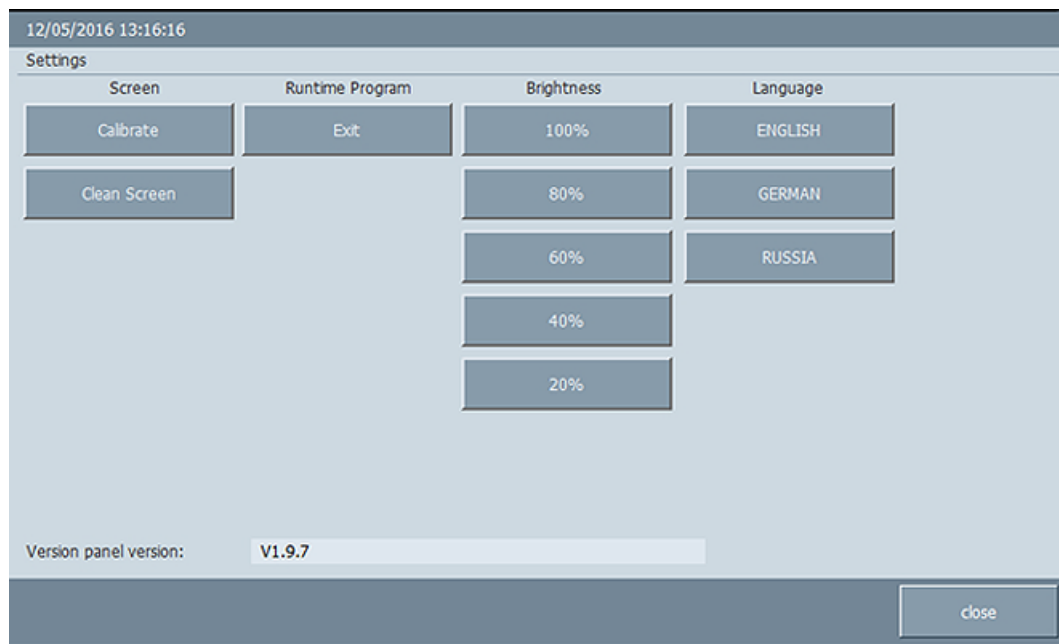 12/05/2016 13:16:16
Settings
Screen Runtime Program Brightness Language
Calibrate Exit 100% ENGLISH
Clean Screen 80% GERMAN
60% RUSSIA
40%
20%
Version panel version: V1.9.7
close